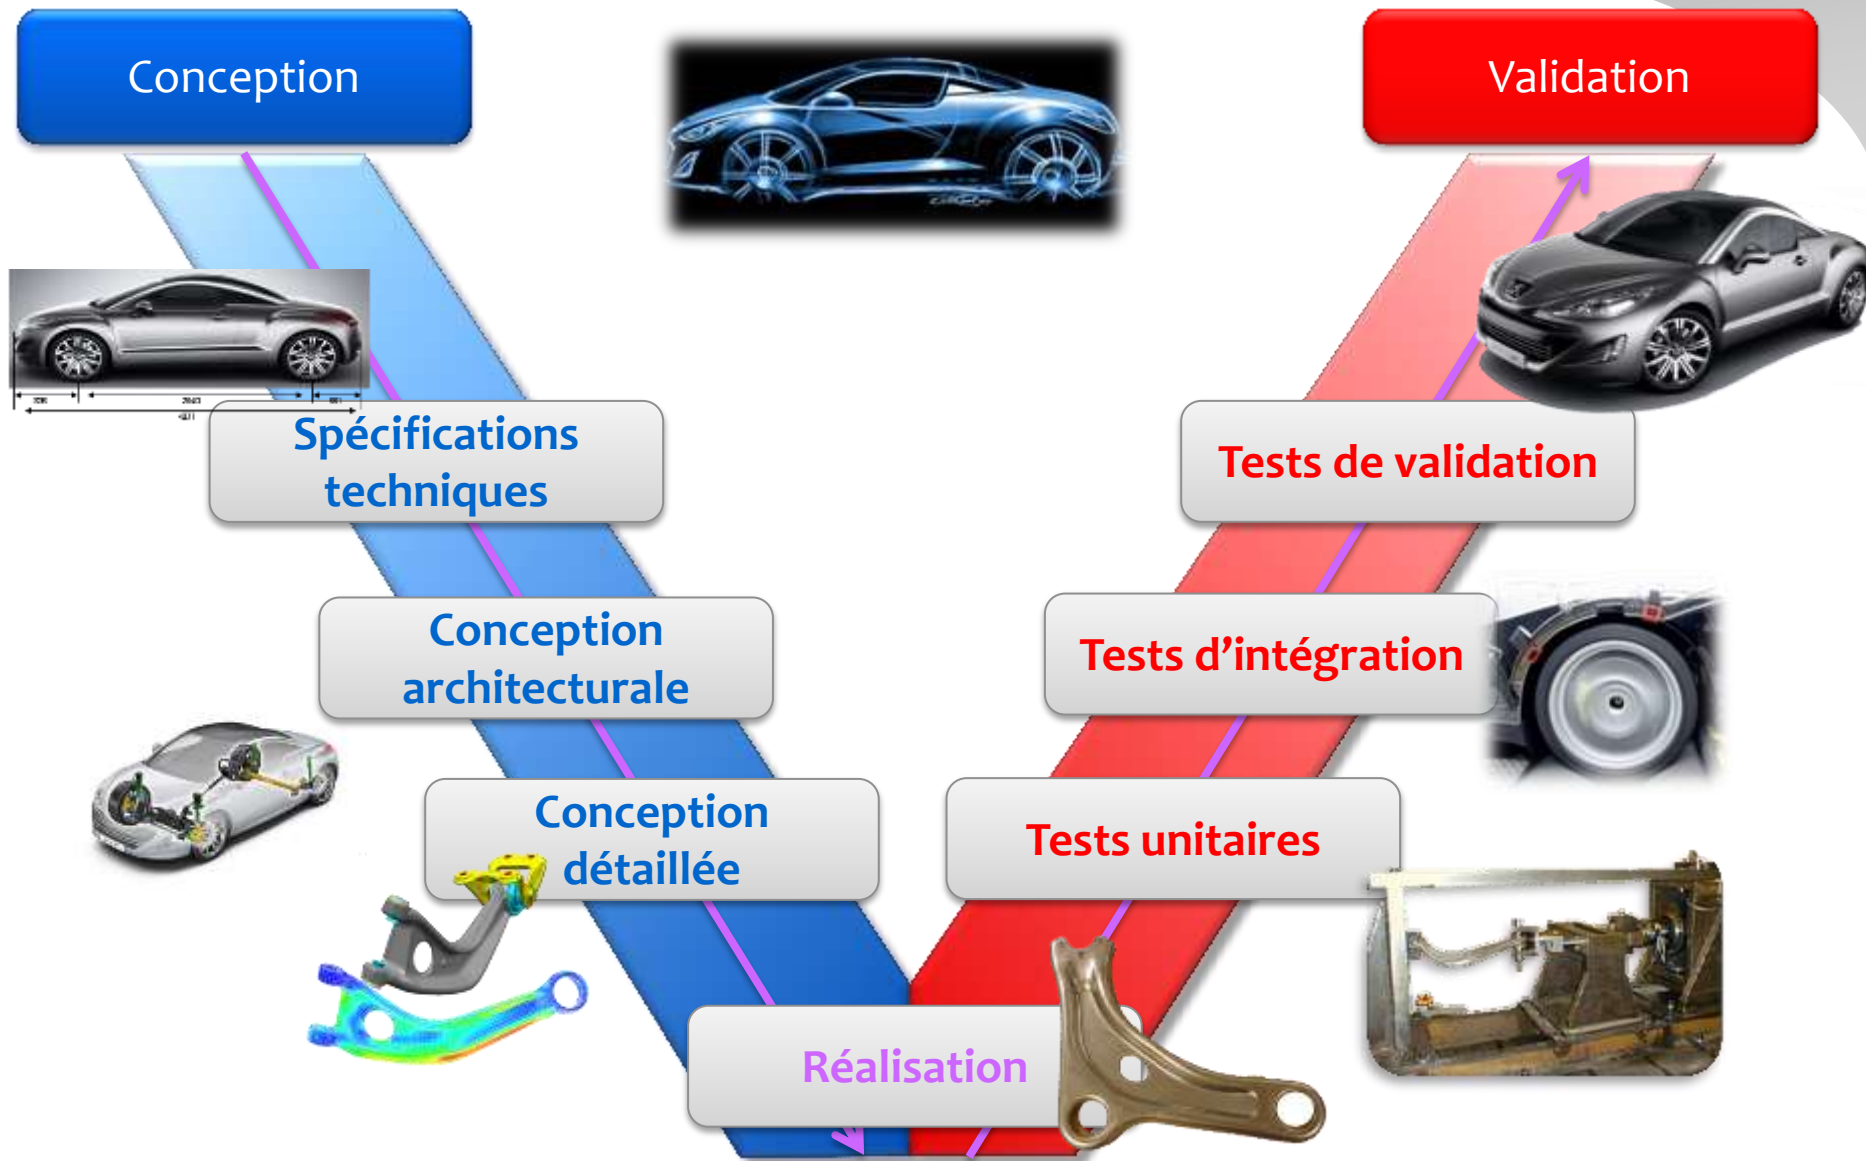 Conception
Validation
Spécifications
techniques
Tests de validation
Conception
architecturale
Tests d’intégration
Conception
détaillée
Tests unitaires
Réalisation